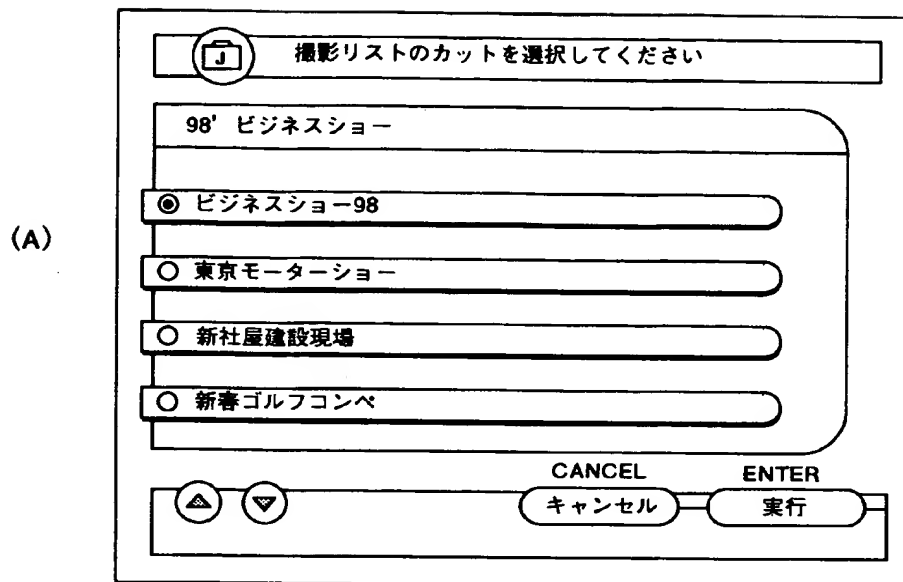 J
撮影リストのカットを選択してください
98' ビジネスショー
ビジネスショー98
(A)
東京モーターショー
新社屋建設現場
新春ゴルフコンペ
CANCEL ENTER
キャンセル 実行